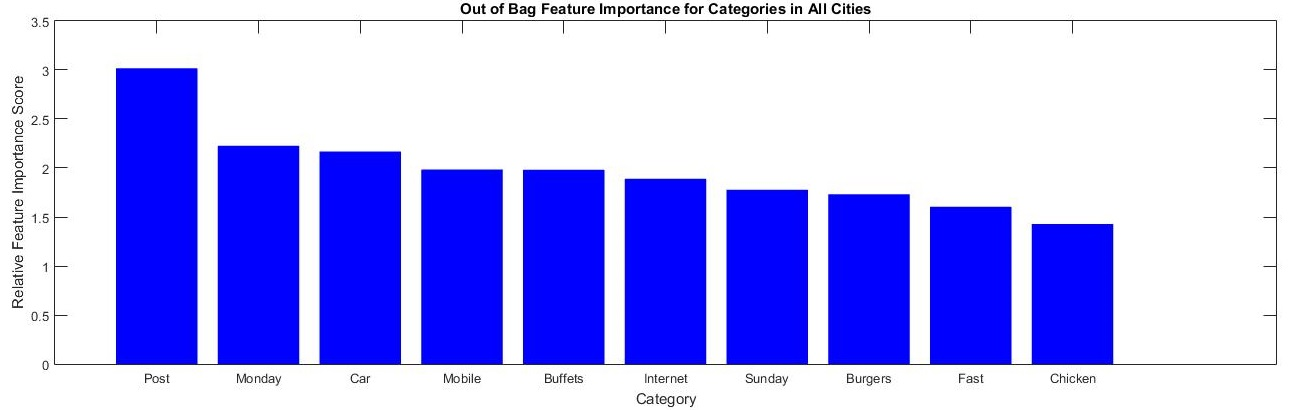 Out of Bag Feature Importance for Categories in All Cities
Relative Feature Importance Score
3.5
3
2.5
2
1.5
1
0.5
0
Post Monday Car Mobile Buffets Internet Sunday Burgers Fast Chicken
Category